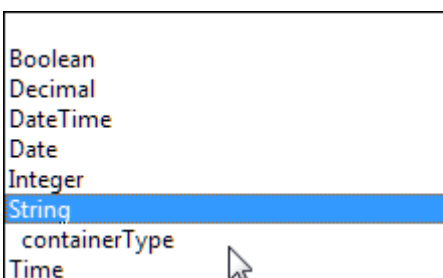 Boolean
Decimal
DateTime
Date
Integer
String
containerType
Time